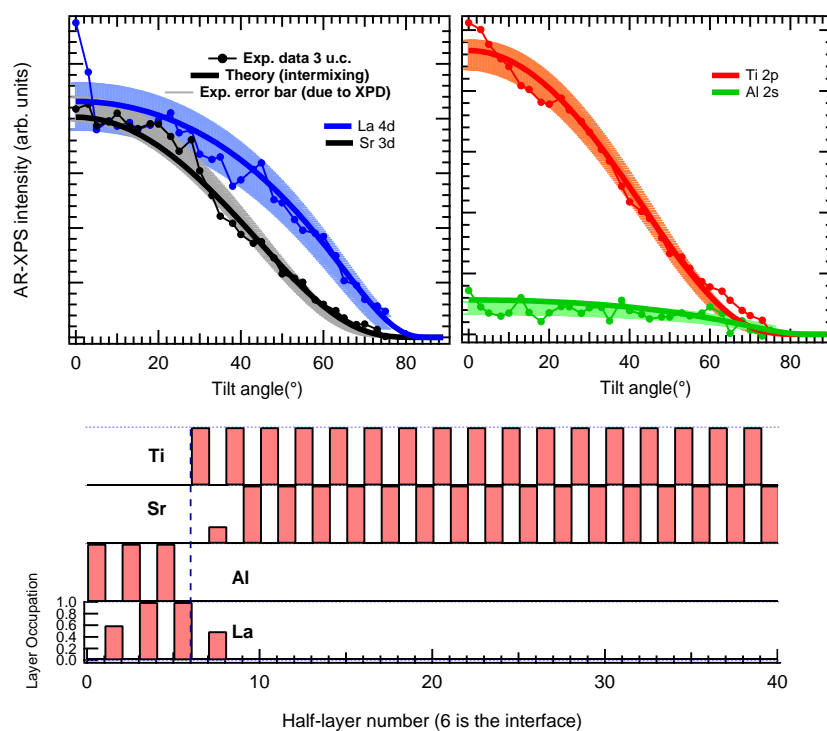 AR-XPS intensity (arb. units)
Exp. data 3 u.c.
Theory (intermixing)
Exp. error bar (due to XPD)
La 4d
Sr 3d
0 20 40 60 80
Tilt angle(°)
Ti 2p
Al 2s
0 20 40 60 80
Tilt angle(°)
Ti
Sr
Al
La
Layer Occupation
1.0
0.8
0.6
0.4
0.2
0.0
0 10 20 30 40
Half-layer number (6 is the interface)